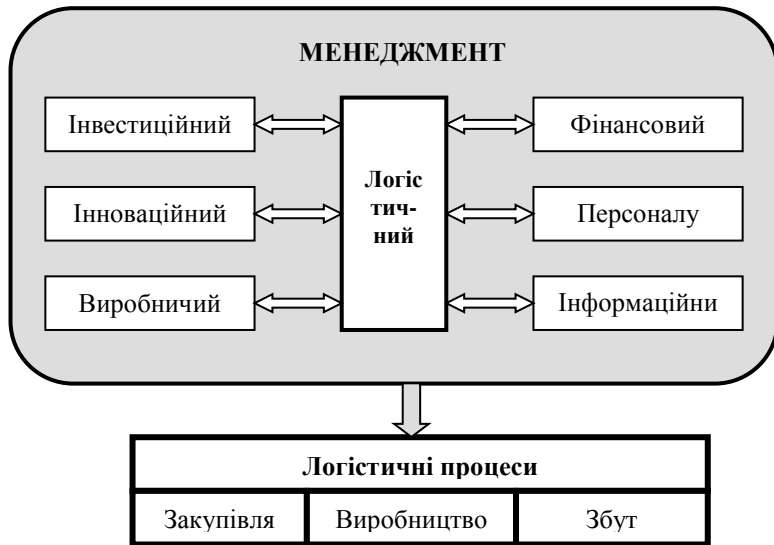 МЕНЕДЖМЕНТ
Інвестиційний
Фінансовий
Логіс
тич-
ний
Інноваційний
Персоналу
Виробничий
Інформаційни
Логістичні процеси
Закупівля
Виробництво
Збут